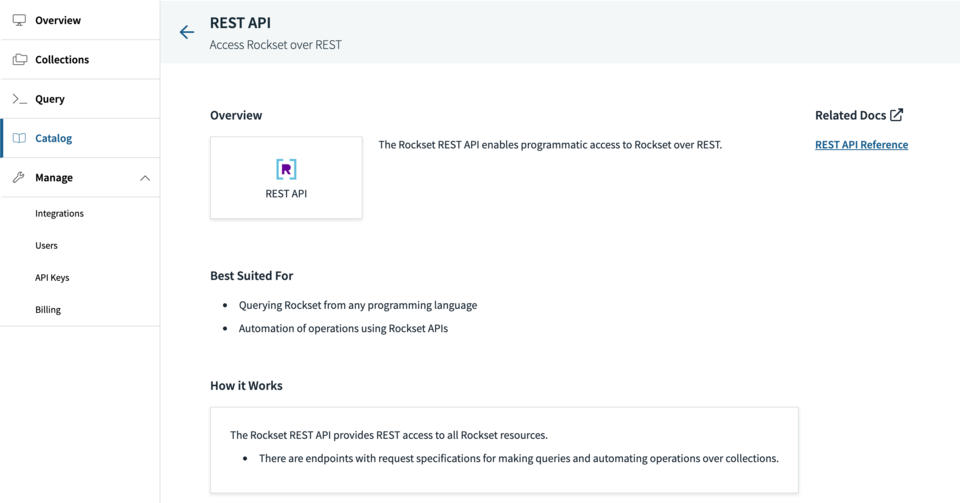 Overview
Collections
Query
Catalog
Manage
Integrations
Users
API Keys
Billing
REST API
Access Rockset over REST
Overview
R
REST API
The Rockset REST API enables programmatic access to Rockset over REST.
Related Docs
REST API Reference
Best Suited For
• Querying Rockset from any programming language
• Automation of operations using Rockset APIs
How it Works
The Rockset REST API provides REST access to all Rockset resources.
• There are endpoints with request specifications for making queries and automating operations over collections.